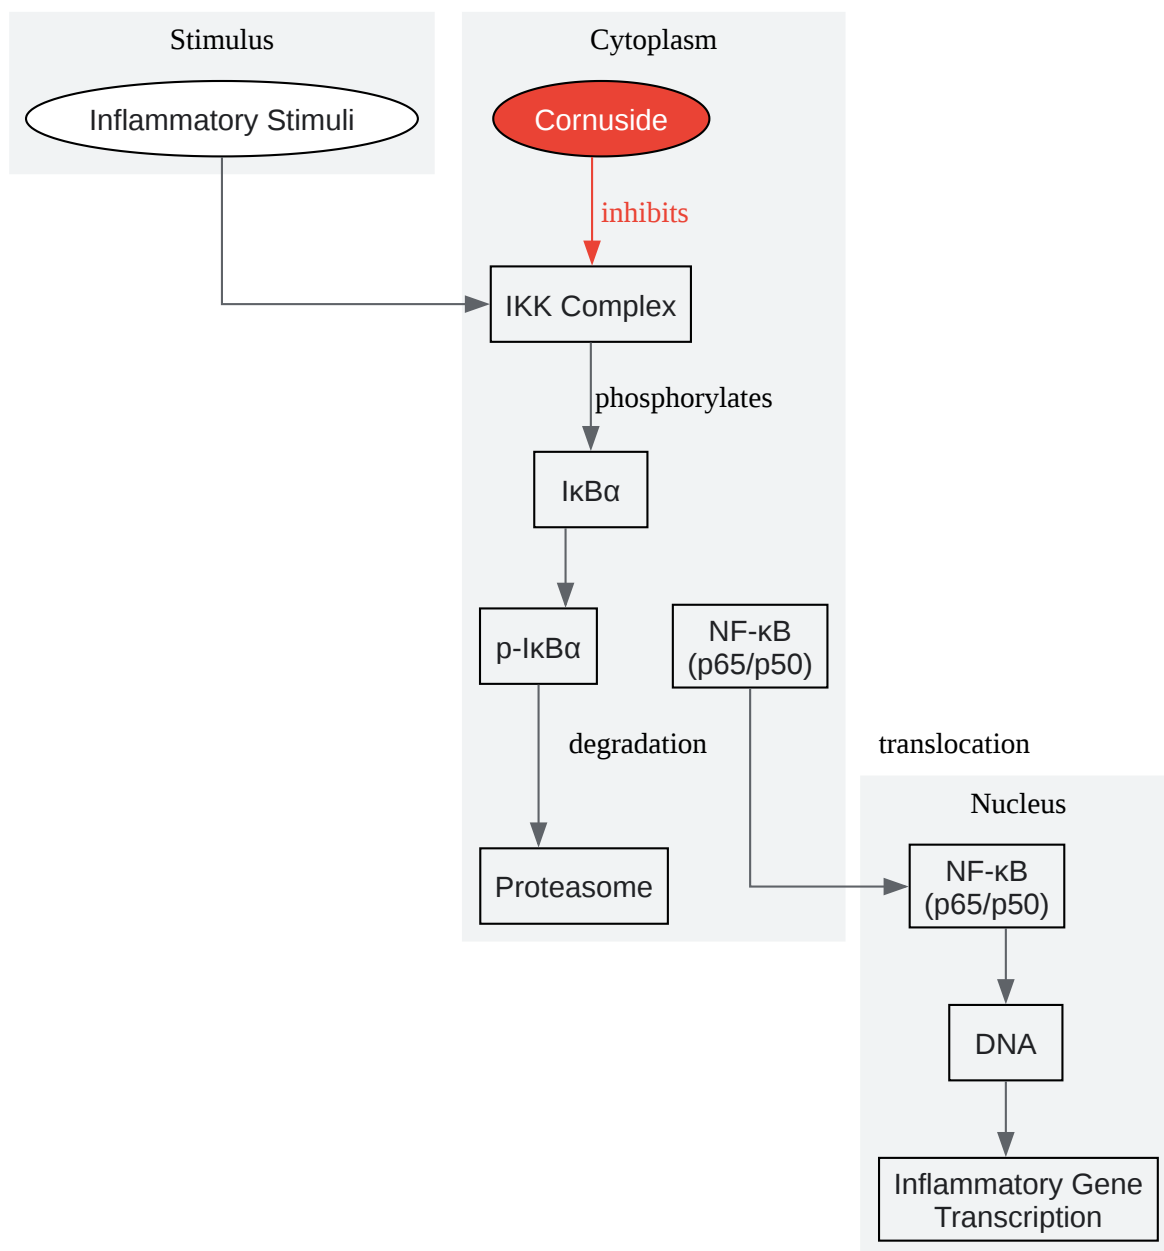 Stimulus
Cytoplasm
Inflammatory Stimuli
Cornuside
inhibits
IKK Complex
phosphorylates
IκBα
p-IκBα
NF-κB
(p65/p50)
degradation
translocation
Nucleus
Proteasome
NF-κB
(p65/p50)
DNA
Inflammatory Gene
Transcription